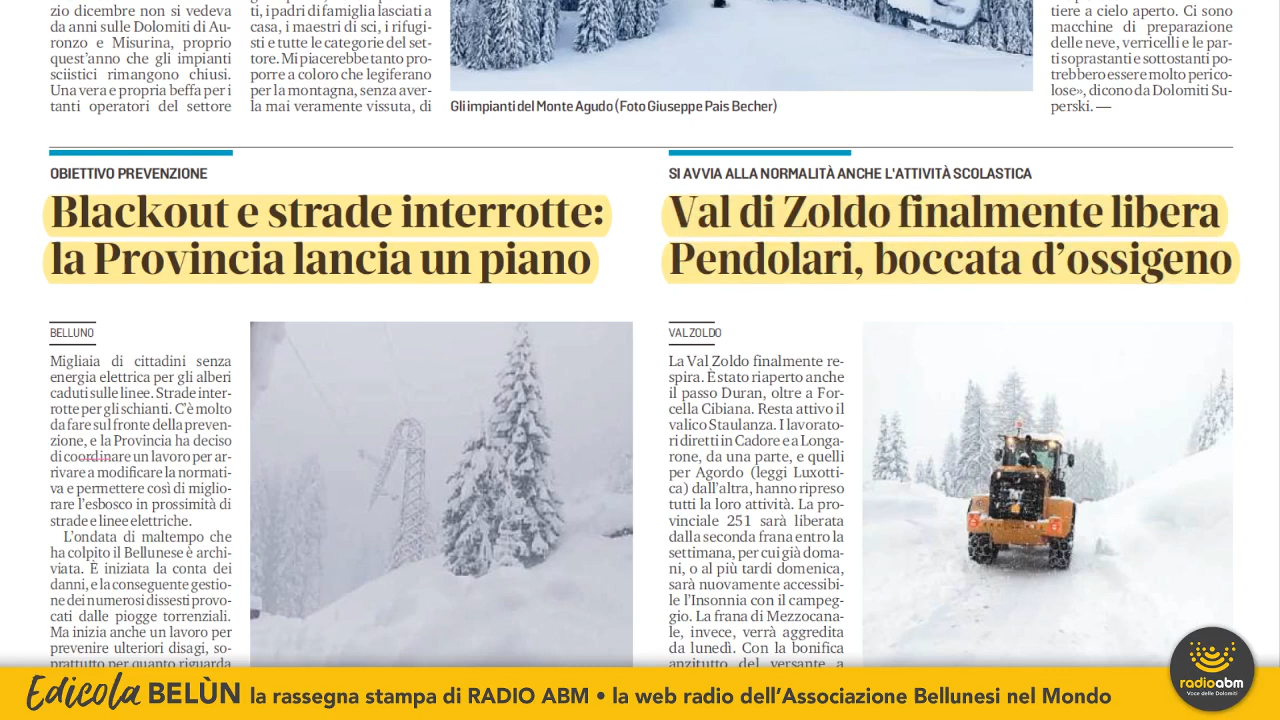 zio dicembre non si vedeva
da anni sulle Dolomiti di Au-
ronzo e Misurina, proprio
quest'anno che gli impianti
sciistici rimangono chiusi.
Una vera e propria beffa per i
tanti operatori del settore
ti, i padri di famiglia lasciati a
casa, i maestri di sci, i rifugi-
sti e tutte le categorie del set-
tore. Mi piacerebbe tanto pro-
porre a coloro che legiferano
per la montagna, senza aver-
la mai veramente vissuta, di
Gli impianti del Monte Agudo (Foto Giuseppe Pais Becher)
tiere a cielo aperto. Ci sono
macchine di preparazione
delle neve, verricelli e le par-
ti soprastanti e sottostanti po-
trebbero essere molto perico-
lose», dicono da Dolomiti Su-
perski. —
OBIETTIVO PREVENZIONE
Blackout e strade interrotte:
la Provincia lancia un piano
BELLUNO
Migliaia di cittadini senza
energia elettrica per gli alberi
caduti sulle linee. Strade inter-
rotte per gli schianti. C'è molto
da fare sul fronte della preven-
zione, e la Provincia ha deciso
di coordinare un lavoro per ar-
rivare a modificare la normati-
va e permettere così di miglio-
rare l'esbosco in prossimità di
strade e linee elettriche.
L'ondata di maltempo che
ha colpito il Bellunese è archi-
viata. È iniziata la conta dei
danni, e la conseguente gestio-
ne dei numerosi dissesti provo-
cati dalle piogge torrenziali.
Ma inizia anche un lavoro per
prevenire ulteriori disagi, so-
prattutto per quanto riguarda
SI AVVIA ALLA NORMALITÀ ANCHE L'ATTIVITÀ SCOLASTICA
Val di Zoldo finalmente libera
Pendolari, boccata d'ossigeno
VAL ZOLDO
La Val Zoldo finalmente re-
spira. È stato riaperto anche
il passo Duran, oltre a For-
cella Cibiana. Resta attivo il
valico Staulanza. I lavorato-
ri diretti in Cadore e a Longa-
rone, da una parte, e quelli
per Agordo (leggi Luxotti-
ca) dall'altra, hanno ripreso
tutti la loro attività. La pro-
vinciale 251 sarà liberata
dalla seconda frana entro la
settimana, per cui già doma-
ni, o al più tardi domenica,
sarà nuovamente accessibi-
le l'Insonnia con il campeg-
gio. La frana di Mezzocana-
le, invece, verrà aggredita
da lunedì. Con la bonifica
anzitutto del versante a
Edicola BELÙN la rassegna stampa di RADIO ABM • la web radio dell'Associazione Bellunesi nel Mondo
radioabm
Voce delle Dolomiti